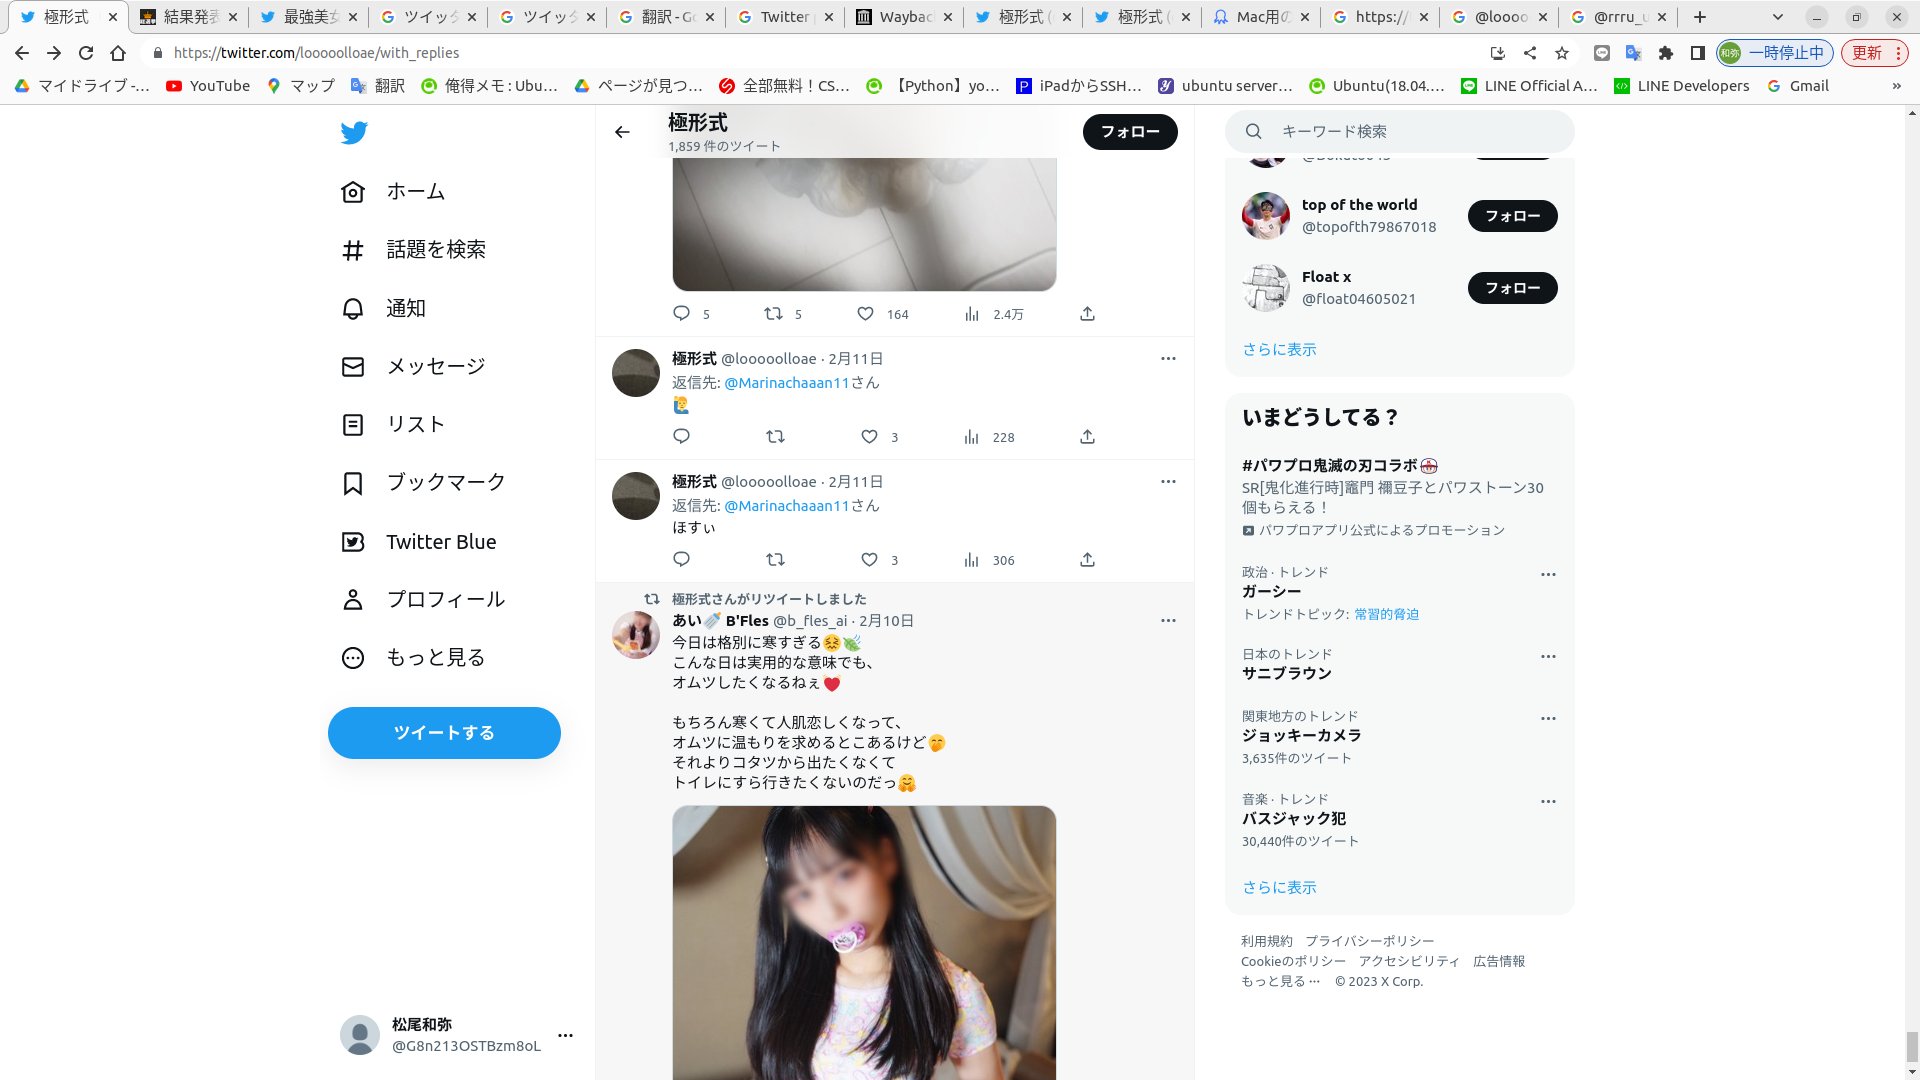 極形式
結果発表
最強美女
ツイッタ
ツイッタ
翻訳 - Go
Twitter
Wayback
極形式 (
極形式 (
Mac用の
https://
@loooo
@rrru_u
https://twitter.com/looooolloae/with_replies
和弥 一時停止中
更新
マイドライブ -…
YouTube
マップ
翻訳
俺得メモ : Ubu…
ページが見つ…
全部無料！CS…
【Python】yo…
iPadからSSH…
ubuntu server…
Ubuntu(18.04.…
LINE Official A…
LINE Developers
Gmail
»
ホーム
話題を検索
通知
メッセージ
リスト
ブックマーク
Twitter Blue
プロフィール
もっと見る
ツイートする
松尾和弥
@G8n213OSTBzm8oL
極形式
1,859 件のツイート
フォロー
5 5 164 2.4万
極形式 @looooolloae · 2月11日
返信先: @Marinachaaan11さん
🙋‍♂️
3 228
極形式 @looooolloae · 2月11日
返信先: @Marinachaaan11さん
ほすぃ
3 306
極形式さんがリツイートしました
あい🍼 B'Fles @b_fles_ai · 2月10日
今日は格別に寒すぎる😣🍃
こんな日は実用的な意味でも、
オムツしたくなるねぇ💓
もちろん寒くて人肌恋しくなって、
オムツに温もりを求めるとこあるけど🤭
それよりコタツから出たくなくて
トイレにすら行きたくないのだっ🤗
キーワード検索
top of the world
@topofth79867018
フォロー
Float x
@float04605021
フォロー
さらに表示
いまどうしてる？
#パワプロ鬼滅の刃コラボ
SR[鬼化進行時]竈門 禰豆子とパワストーン30
個もらえる！
パワプロアプリ公式によるプロモーション
政治 · トレンド
ガーシー
トレンドトピック: 常習的脅迫
日本のトレンド
サニブラウン
関東地方のトレンド
ジョッキーカメラ
3,635件のツイート
音楽 · トレンド
バスジャック犯
30,440件のツイート
さらに表示
利用規約 プライバシーポリシー
Cookieのポリシー アクセシビリティ 広告情報
もっと見る ··· © 2023 X Corp.